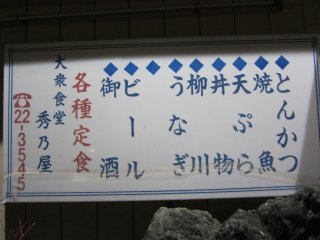 とんかつ
焼魚
天ぷら
丼物
柳川
うなぎ
ビール
御酒
各種定食
大衆食堂
秀乃屋
☎22-3545